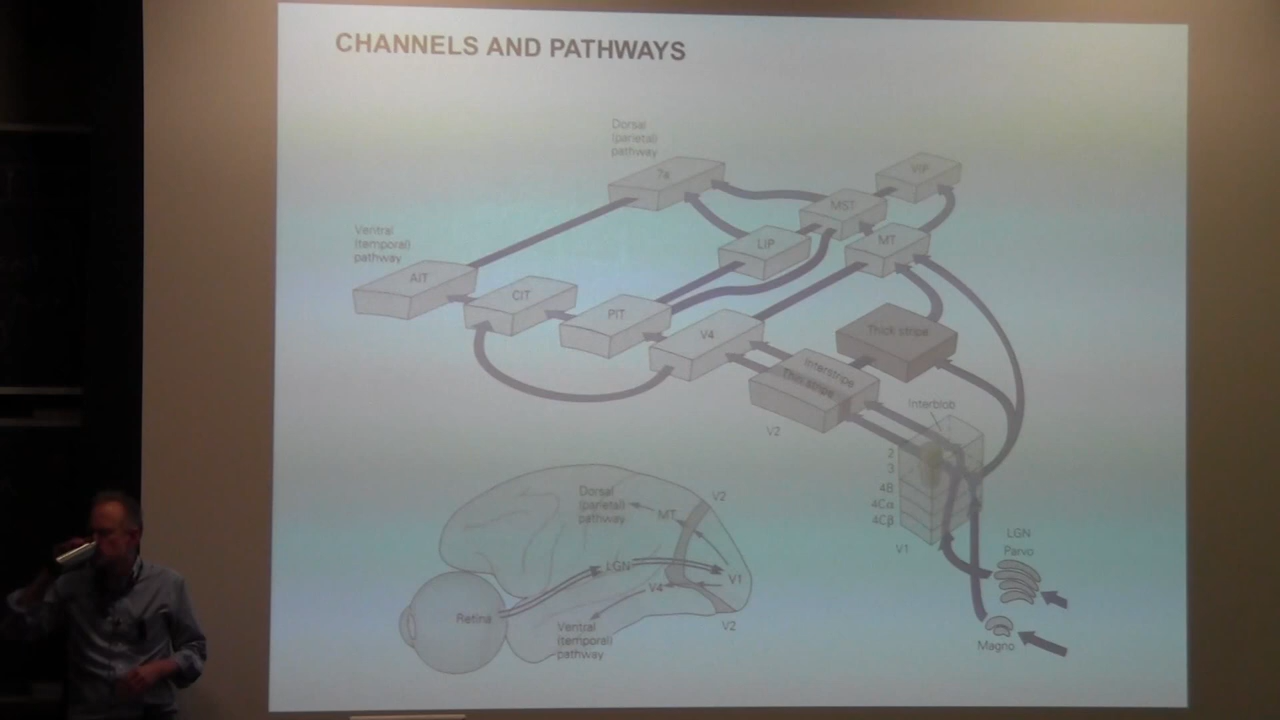 CHANNELS AND PATHWAYS
Dorsal
(parietal)
pathway
7a
VIP
MST
Ventral
(temporal)
pathway
LIP
MT
AIT
CIT
PIT
V4
Thick stripe
Interstripe
Thin stripe
Interblob
V2
2
3
4B
4Cα
4Cβ
V1
LGN
Parvo
Magno
Dorsal
(parietal)
pathway
MT
V2
LGN
V1
V4
Retina
V2
Ventral
(temporal)
pathway